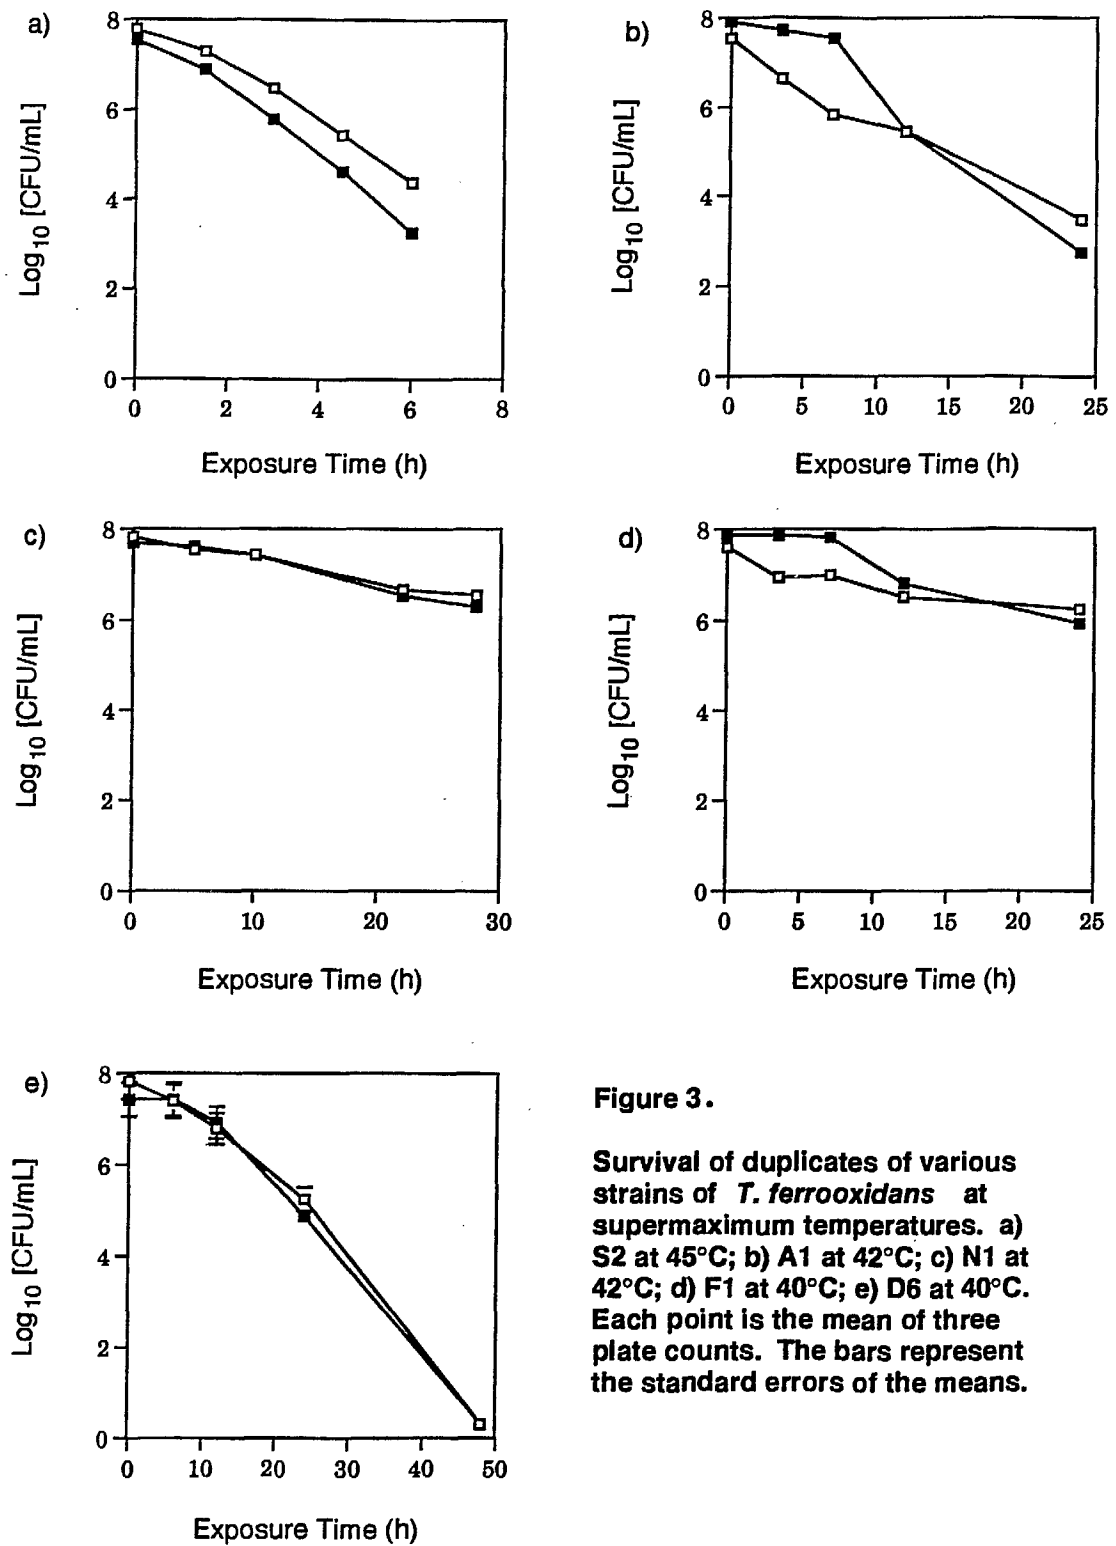 a)
8
6
4
2
0
Log10 [CFU/mL]
0 2 4 6 8
Exposure Time (h)
b)
8
6
4
2
0
Log10 [CFU/mL]
0 5 10 15 20 25
Exposure Time (h)
c)
8
6
4
2
0
Log10 [CFU/mL]
0 10 20 30
Exposure Time (h)
d)
8
6
4
2
0
Log10 [CFU/mL]
0 5 10 15 20 25
Exposure Time (h)
e)
8
6
4
2
0
Log10 [CFU/mL]
0 10 20 30 40 50
Exposure Time (h)
Figure 3.
Survival of duplicates of various
strains of T. ferrooxidans at
supermaximum temperatures. a)
S2 at 45°C; b) A1 at 42°C; c) N1 at
42°C; d) F1 at 40°C; e) D6 at 40°C.
Each point is the mean of three
plate counts. The bars represent
the standard errors of the means.